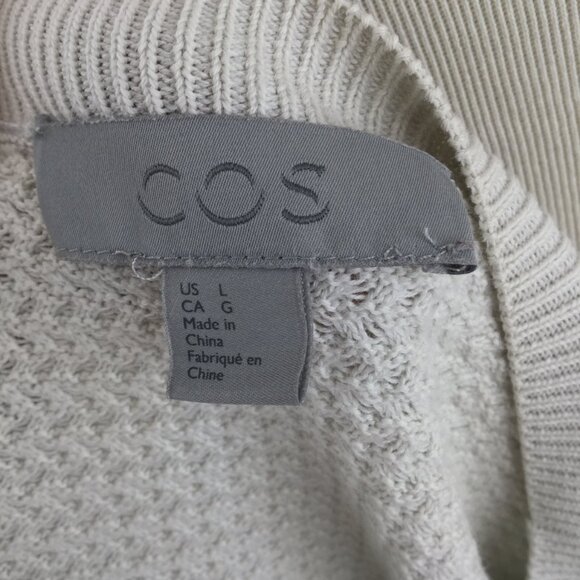 COS
US L
CA G
Made in
China
Fabriqué en
Chine